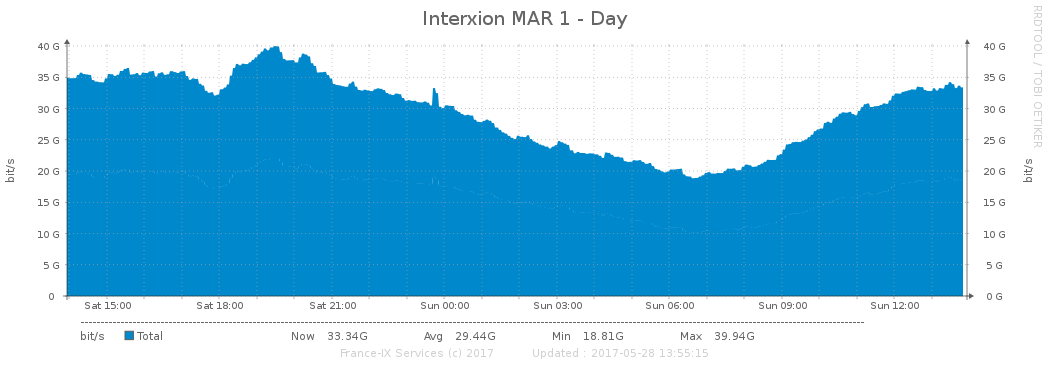 Interxion MAR 1 - Day
RRDTOOL / TOBI OETIKER
bit/s
40 G 40 G
35 G 35 G
30 G 30 G
25 G 25 G
20 G 20 G
15 G 15 G
10 G 10 G
5 G 5 G
0 0 G
bit/s
Sat 15:00 Sat 18:00 Sat 21:00 Sun 00:00 Sun 03:00 Sun 06:00 Sun 09:00 Sun 12:00
bit/s Total Now 33.34G Avg 29.44G Min 18.81G Max 39.94G
France-IX Services (c) 2017 Updated : 2017-05-28 13:55:15